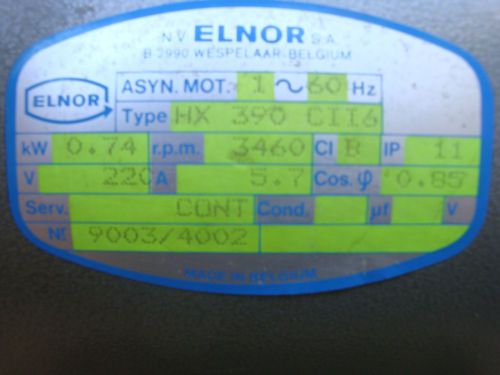 N.V. ELNOR S.A.
B 2990 WESPELAAR-BELGIUM
ELNOR
ASYN. MOT. 1 ~ 60 Hz
Type HX 390 CII6
kW 0.74 r.p.m. 3460 Cl B IP 11
V 220 A 5.7 Cos. φ 0.85
Serv. CONT Cond. µf V
№ 9003/4002
MADE IN BELGIUM